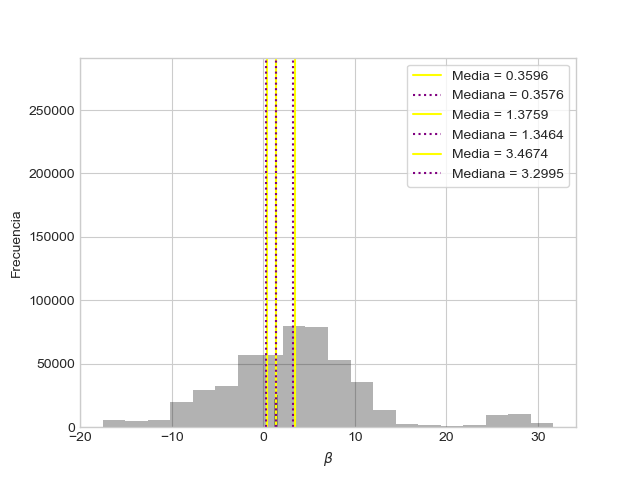 250000
200000
150000
100000
50000
0
Frecuencia
−20
−10
0
10
20
30
β
Media = 0.3596
Mediana = 0.3576
Media = 1.3759
Mediana = 1.3464
Media = 3.4674
Mediana = 3.2995